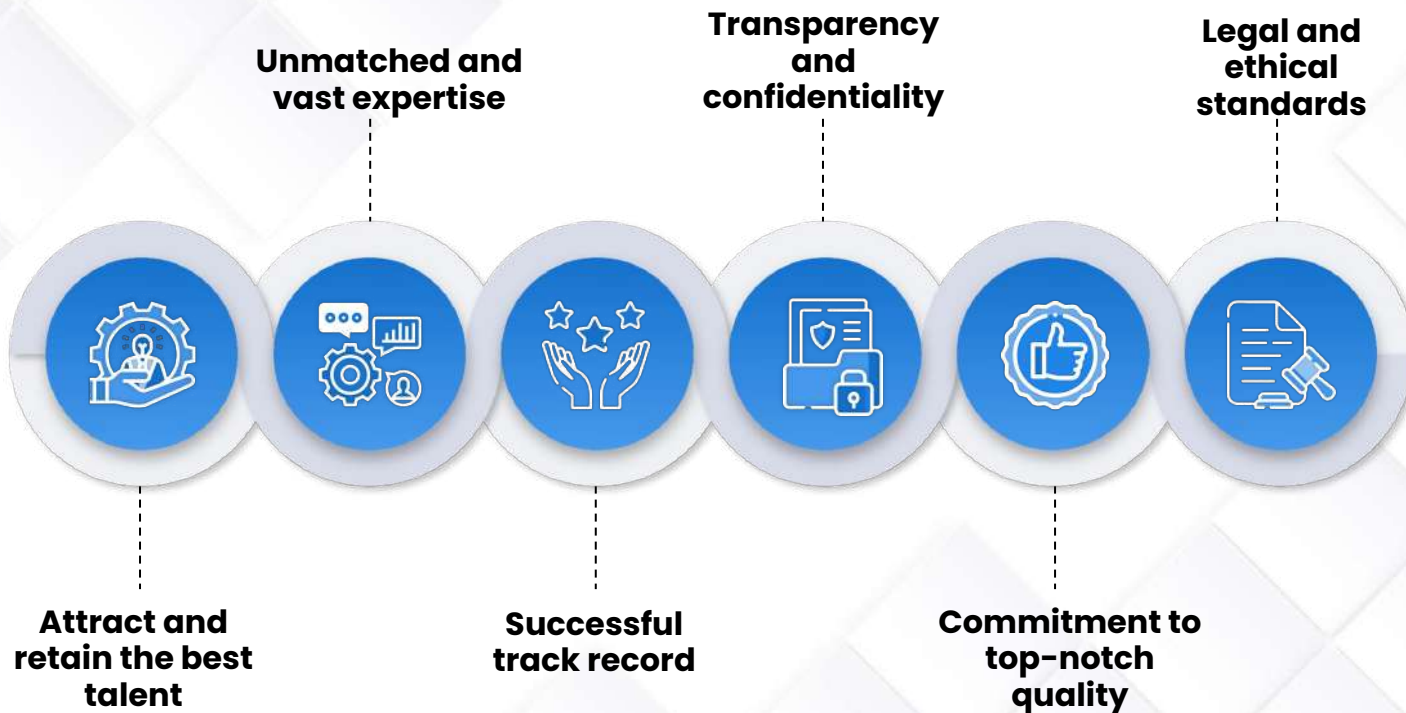 Attract and
retain the best
talent
Unmatched and
vast expertise
Successful
track record
Transparency
and
confidentiality
Commitment to
top-notch
quality
Legal and
ethical
standards